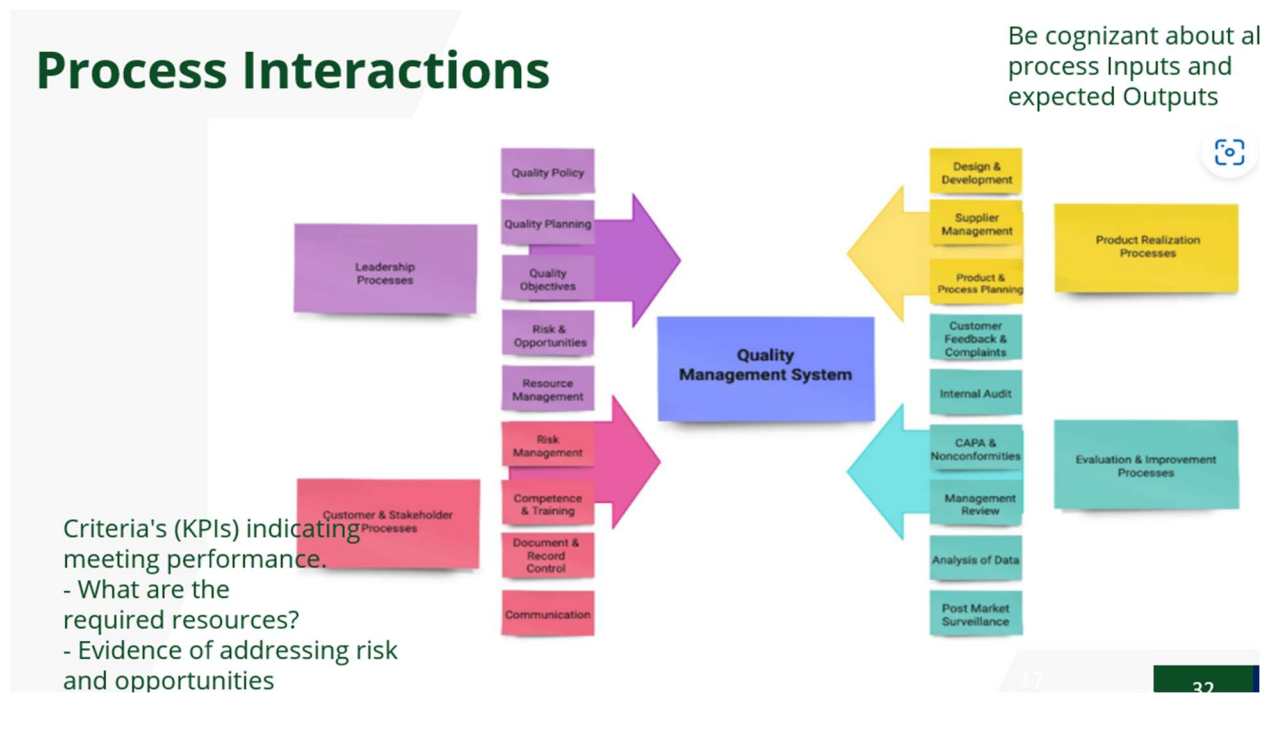 Process Interactions
Be cognizant about al
process Inputs and
expected Outputs
Leadership
Processes
Quality Policy
Quality Planning
Quality
Objectives
Risk &
Opportunities
Resource
Management
Customer & Stakeholder
Processes
Risk
Management
Competence
& Training
Document &
Record
Control
Communication
Quality
Management System
Design &
Development
Supplier
Management
Product &
Process Planning
Product Realization
Processes
Customer
Feedback &
Complaints
Internal Audit
CAPA &
Nonconformities
Management
Review
Analysis of Data
Post Market
Surveillance
Evaluation & Improvement
Processes
Criteria's (KPIs) indicating
meeting performance.
- What are the
required resources?
- Evidence of addressing risk
and opportunities
17
32